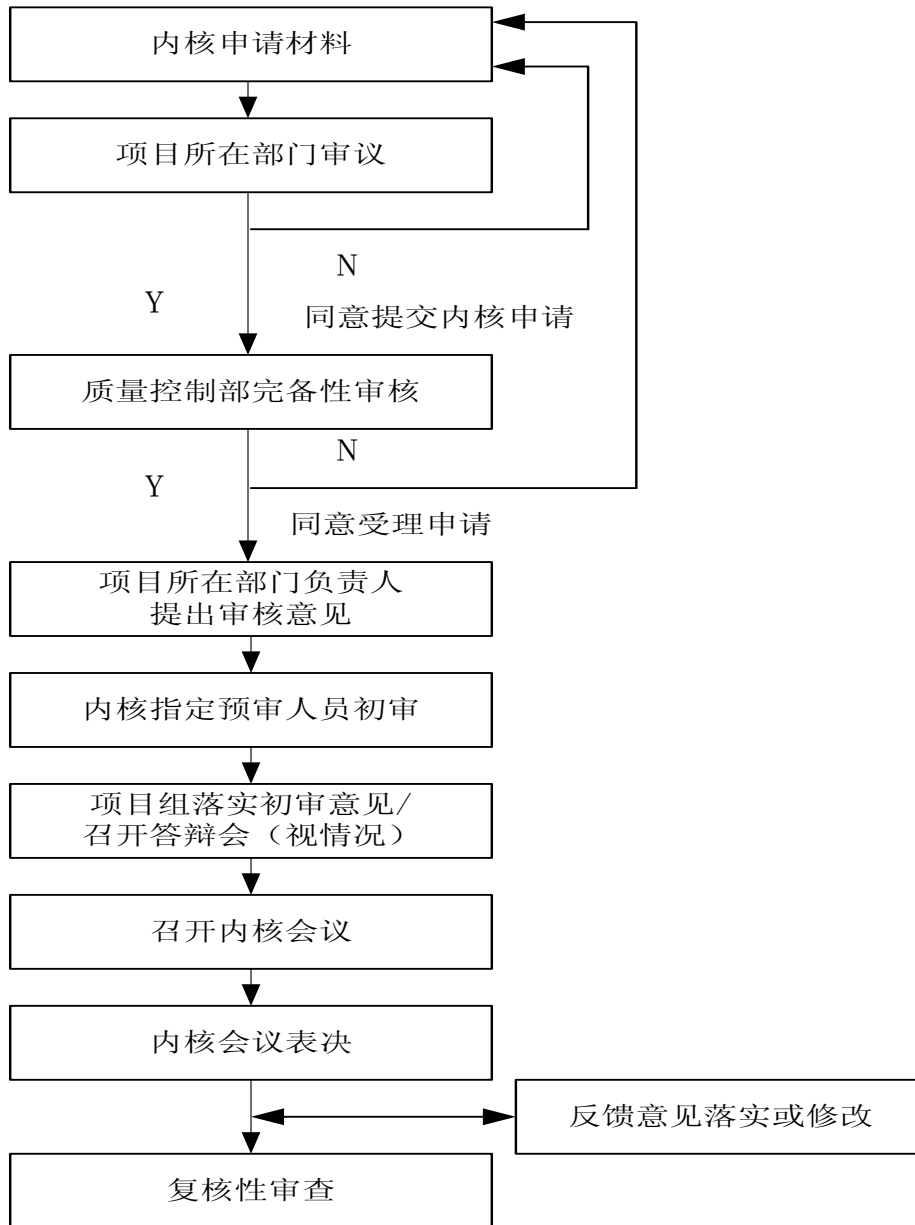 内核申请材料
项目所在部门审议
N
Y
同意提交内核申请
质量控制部完备性审核
N
Y
同意受理申请
项目所在部门负责人
提出审核意见
内核指定预审人员初审
项目组落实初审意见/
召开答辩会（视情况）
召开内核会议
内核会议表决
反馈意见落实或修改
复核性审查